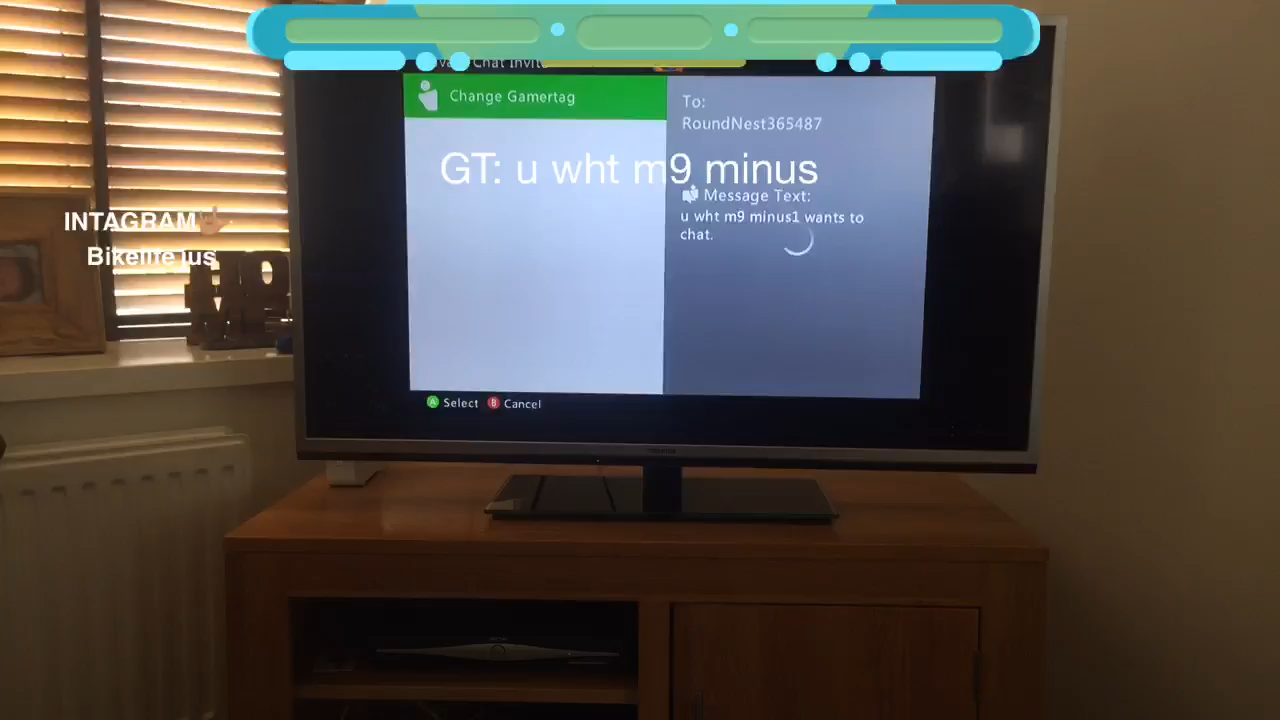 Chat Invite
Change Gamertag
To:
RoundNest365487
GT: u wht m9 minus
Message Text:
u wht m9 minus1 wants to
chat.
INTAGRAM
Bikelife jus
A Select B Cancel